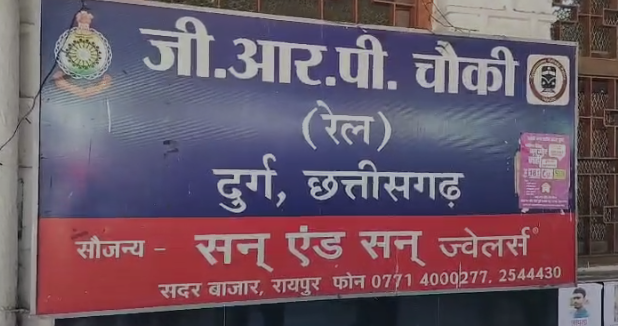 जी.आर.पी. चौकी
(रेल)
दुर्ग, छत्तीसगढ़
सौजन्य - सन् एंड सन् ज्वेलर्स
सदर बाजार, रायपुर फोन 0771 4000277, 2544430